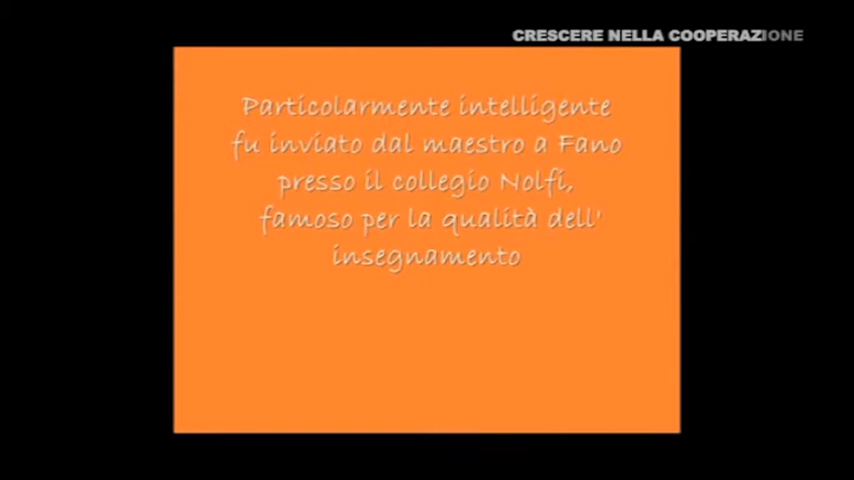 CRESCERE NELLA COOPERAZIONE
Particolarmente intelligente
fu inviato dal maestro a Fano
presso il collegio Nolfi,
famoso per la qualità dell'
insegnamento